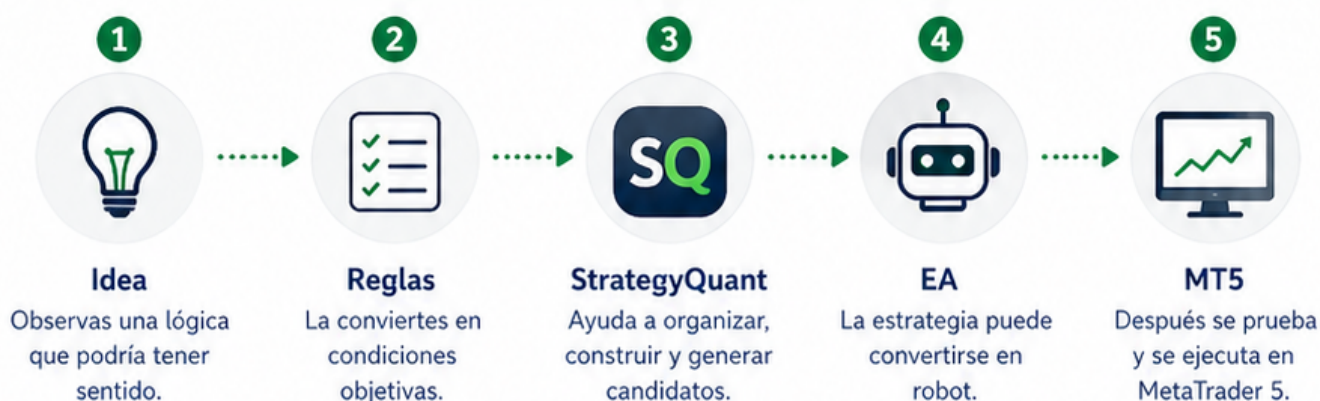 1
2
3
4
5
SQ
Idea
Observas una lógica
que podría tener
sentido.
Reglas
La conviertes en
condiciones
objetivas.
StrategyQuant
Ayuda a organizar,
construir y generar
candidatos.
EA
La estrategia puede
convertirse en
robot.
MT5
Después se prueba
y se ejecuta en
MetaTrader 5.